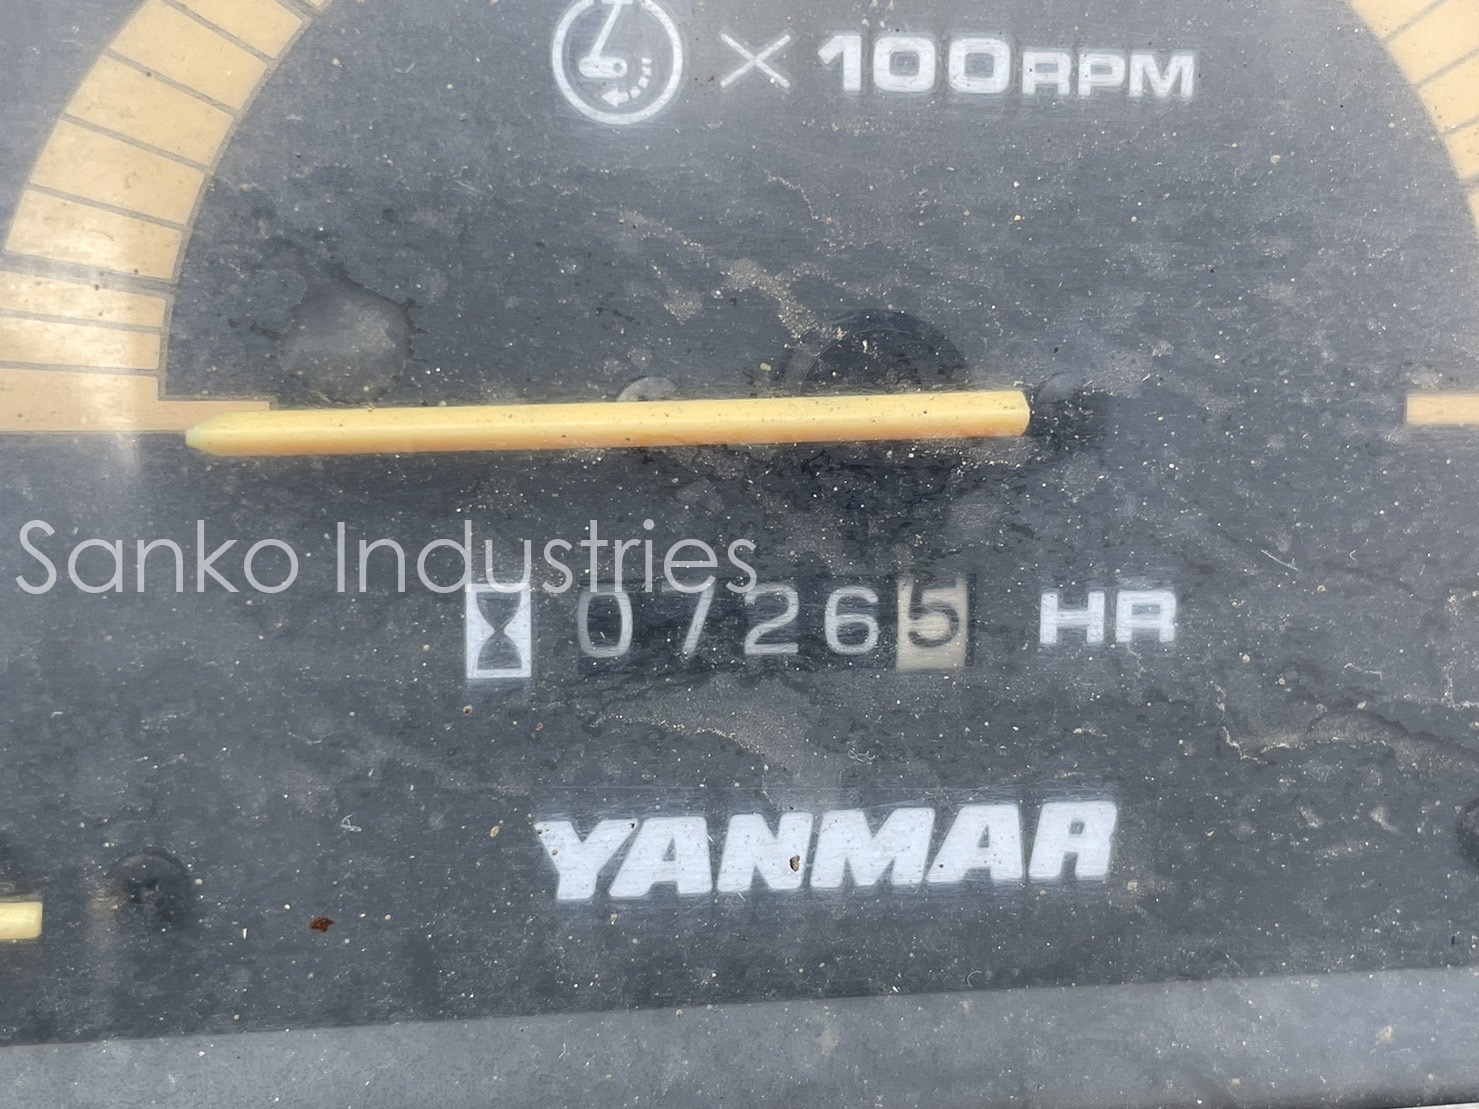 ×100RPM
Sanko Industries
07265 HR
YANMAR